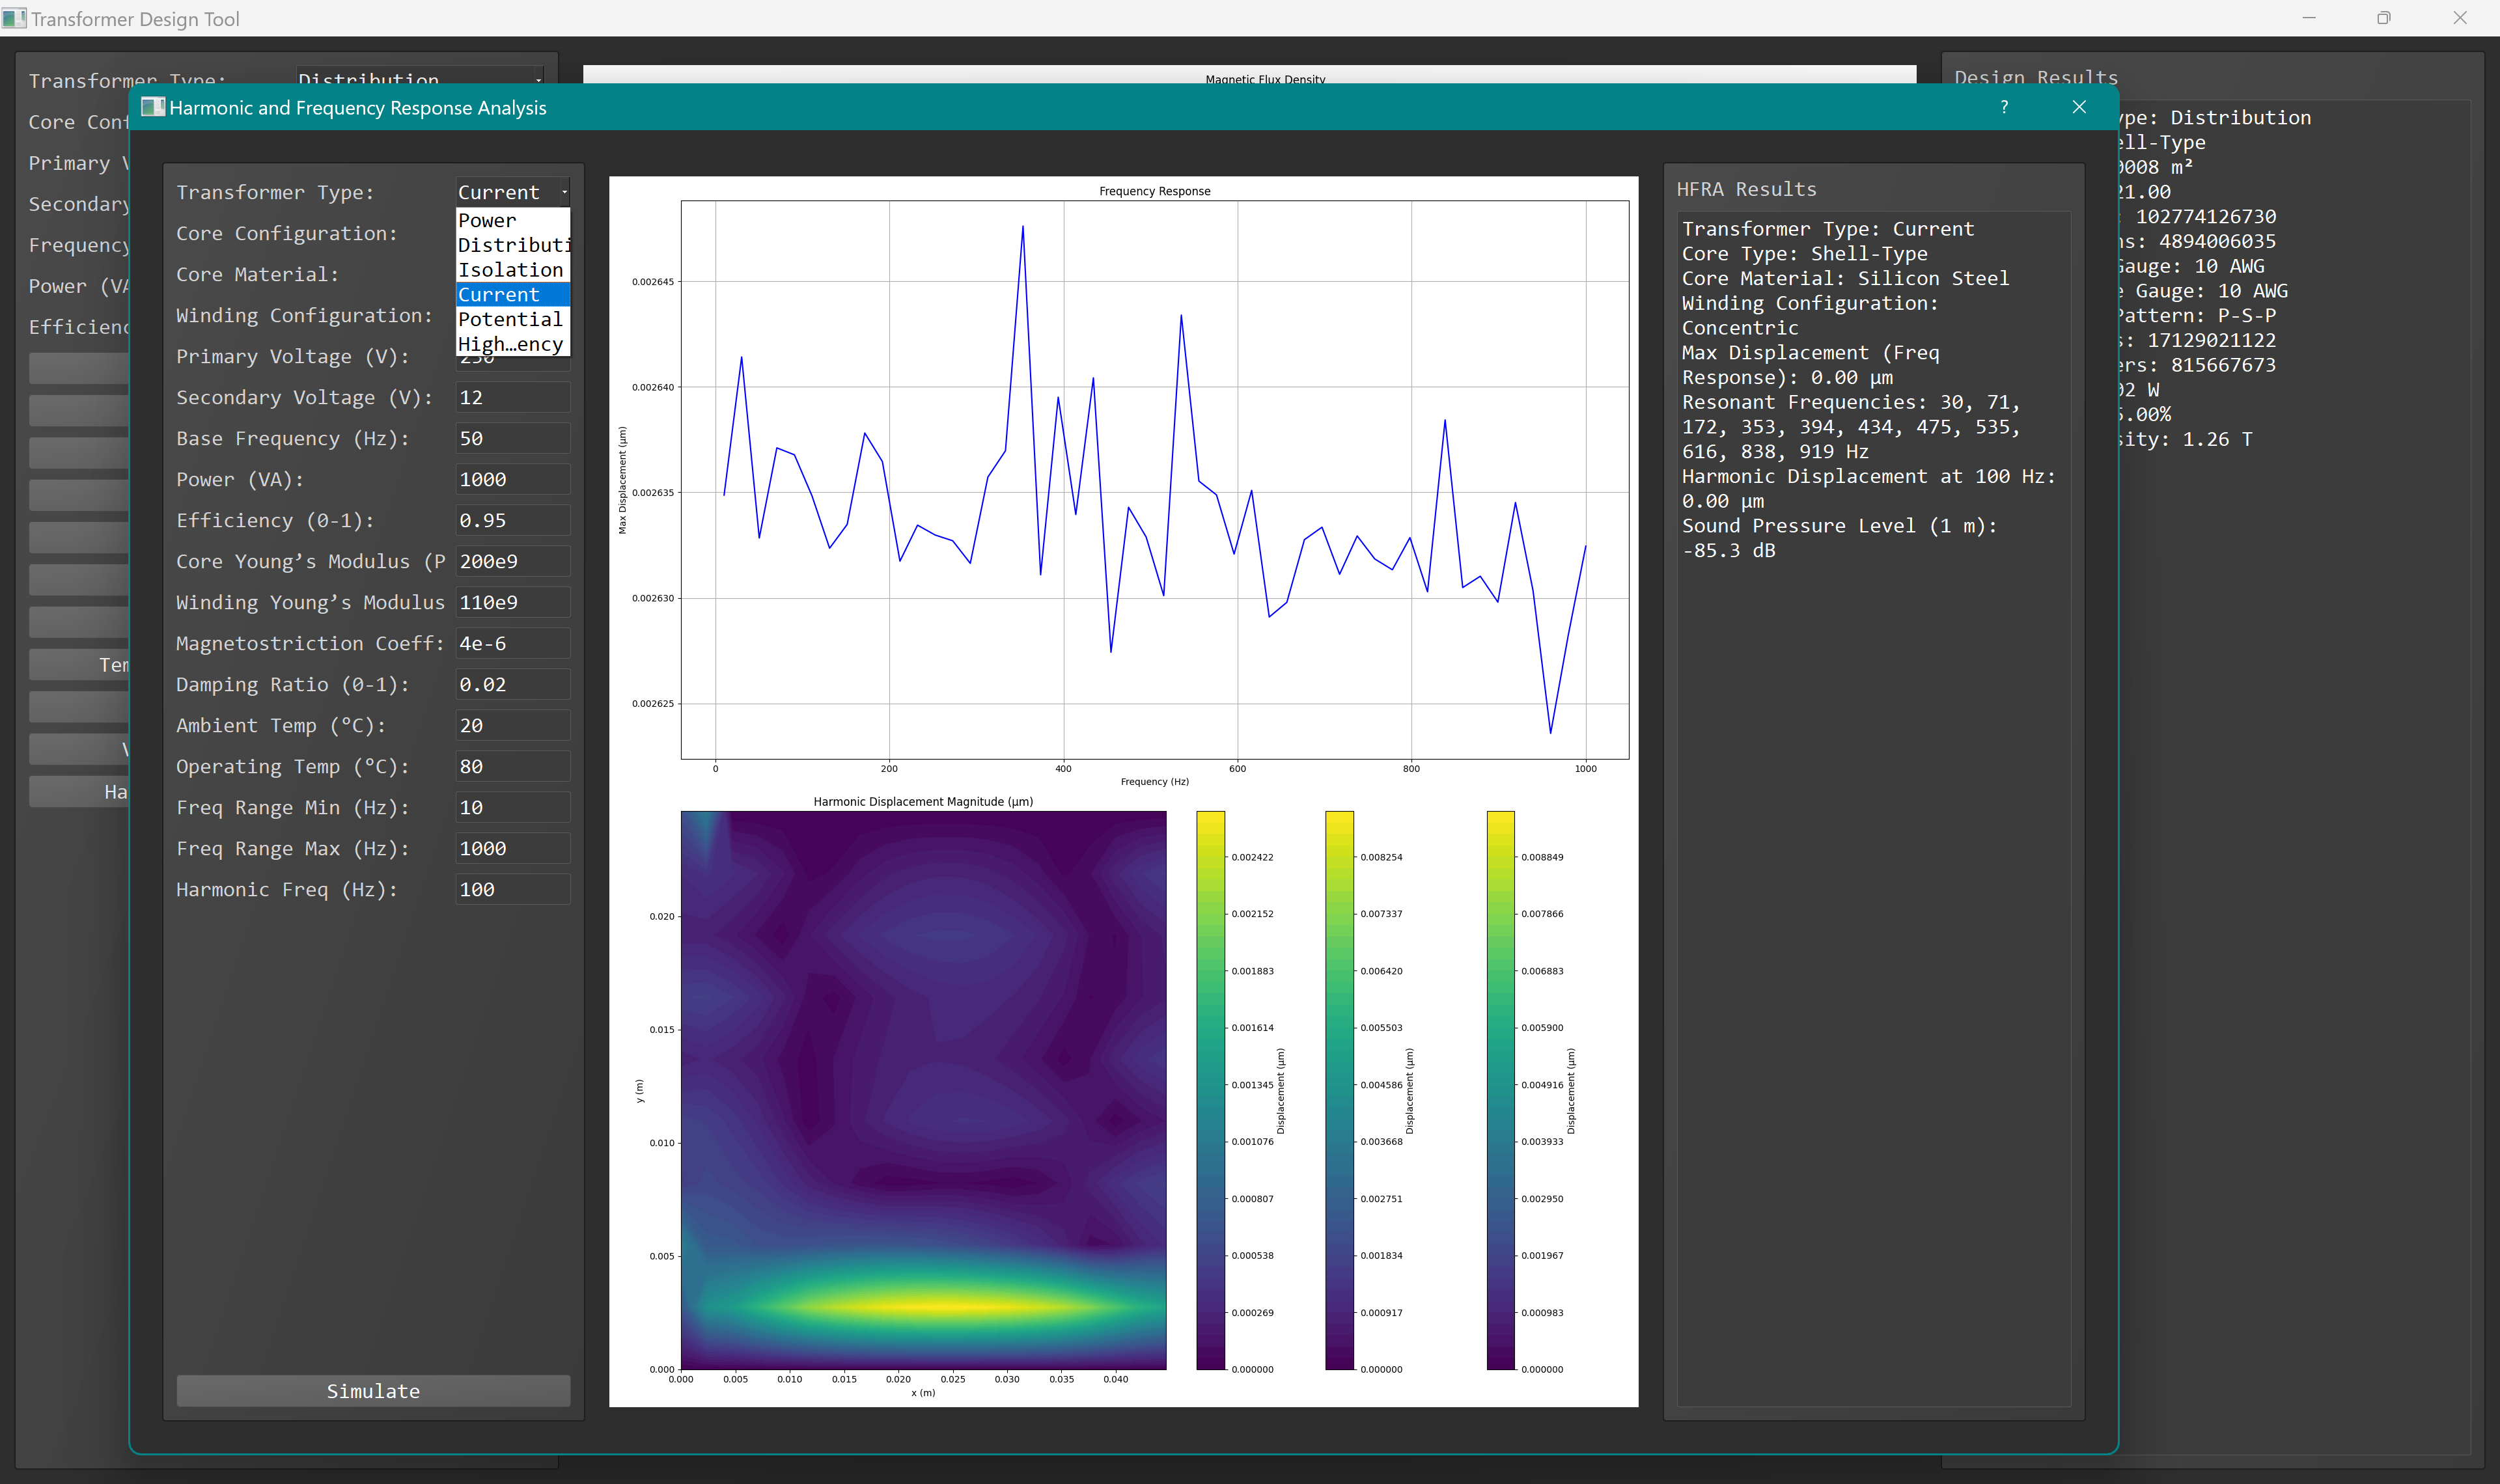 Transformer Design Tool
Transformer Type:
Distribution
Core Conf
Primary V
Secondary
Frequency
Power (VA
Efficienc
Ten
V
Ha
Magnetic Flux Density
Design Results
ype: Distribution
ell-Type
0008 m²
21.00
: 102774126730
ns: 4894006035
Gauge: 10 AWG
e Gauge: 10 AWG
Pattern: P-S-P
s: 17129021122
ers: 815667673
02 W
5.00%
sity: 1.26 T
Harmonic and Frequency Response Analysis
?
Transformer Type:
Current
Power
Distributi
Isolation
Current
Potential
High…ency
Core Configuration:
Core Material:
Winding Configuration:
Primary Voltage (V):
230
Secondary Voltage (V):
12
Base Frequency (Hz):
50
Power (VA):
1000
Efficiency (0-1):
0.95
Core Young’s Modulus (P
200e9
Winding Young’s Modulus
110e9
Magnetostriction Coeff:
4e-6
Damping Ratio (0-1):
0.02
Ambient Temp (°C):
20
Operating Temp (°C):
80
Freq Range Min (Hz):
10
Freq Range Max (Hz):
1000
Harmonic Freq (Hz):
100
Simulate
Frequency Response
Max Displacement (μm)
0.002645
0.002640
0.002635
0.002630
0.002625
0
200
400
600
800
1000
Frequency (Hz)
Harmonic Displacement Magnitude (μm)
y (m)
0.020
0.015
0.010
0.005
0.000
0.000
0.005
0.010
0.015
0.020
0.025
0.030
0.035
0.040
x (m)
0.002422
0.002152
0.001883
0.001614
0.001345
0.001076
0.000807
0.000538
0.000269
0.000000
Displacement (μm)
0.008254
0.007337
0.006420
0.005503
0.004586
0.003668
0.002751
0.001834
0.000917
0.000000
Displacement (μm)
0.008849
0.007866
0.006883
0.005900
0.004916
0.003933
0.002950
0.001967
0.000983
0.000000
Displacement (μm)
HFRA Results
Transformer Type: Current
Core Type: Shell-Type
Core Material: Silicon Steel
Winding Configuration:
Concentric
Max Displacement (Freq
Response): 0.00 μm
Resonant Frequencies: 30, 71,
172, 353, 394, 434, 475, 535,
616, 838, 919 Hz
Harmonic Displacement at 100 Hz:
0.00 μm
Sound Pressure Level (1 m):
-85.3 dB